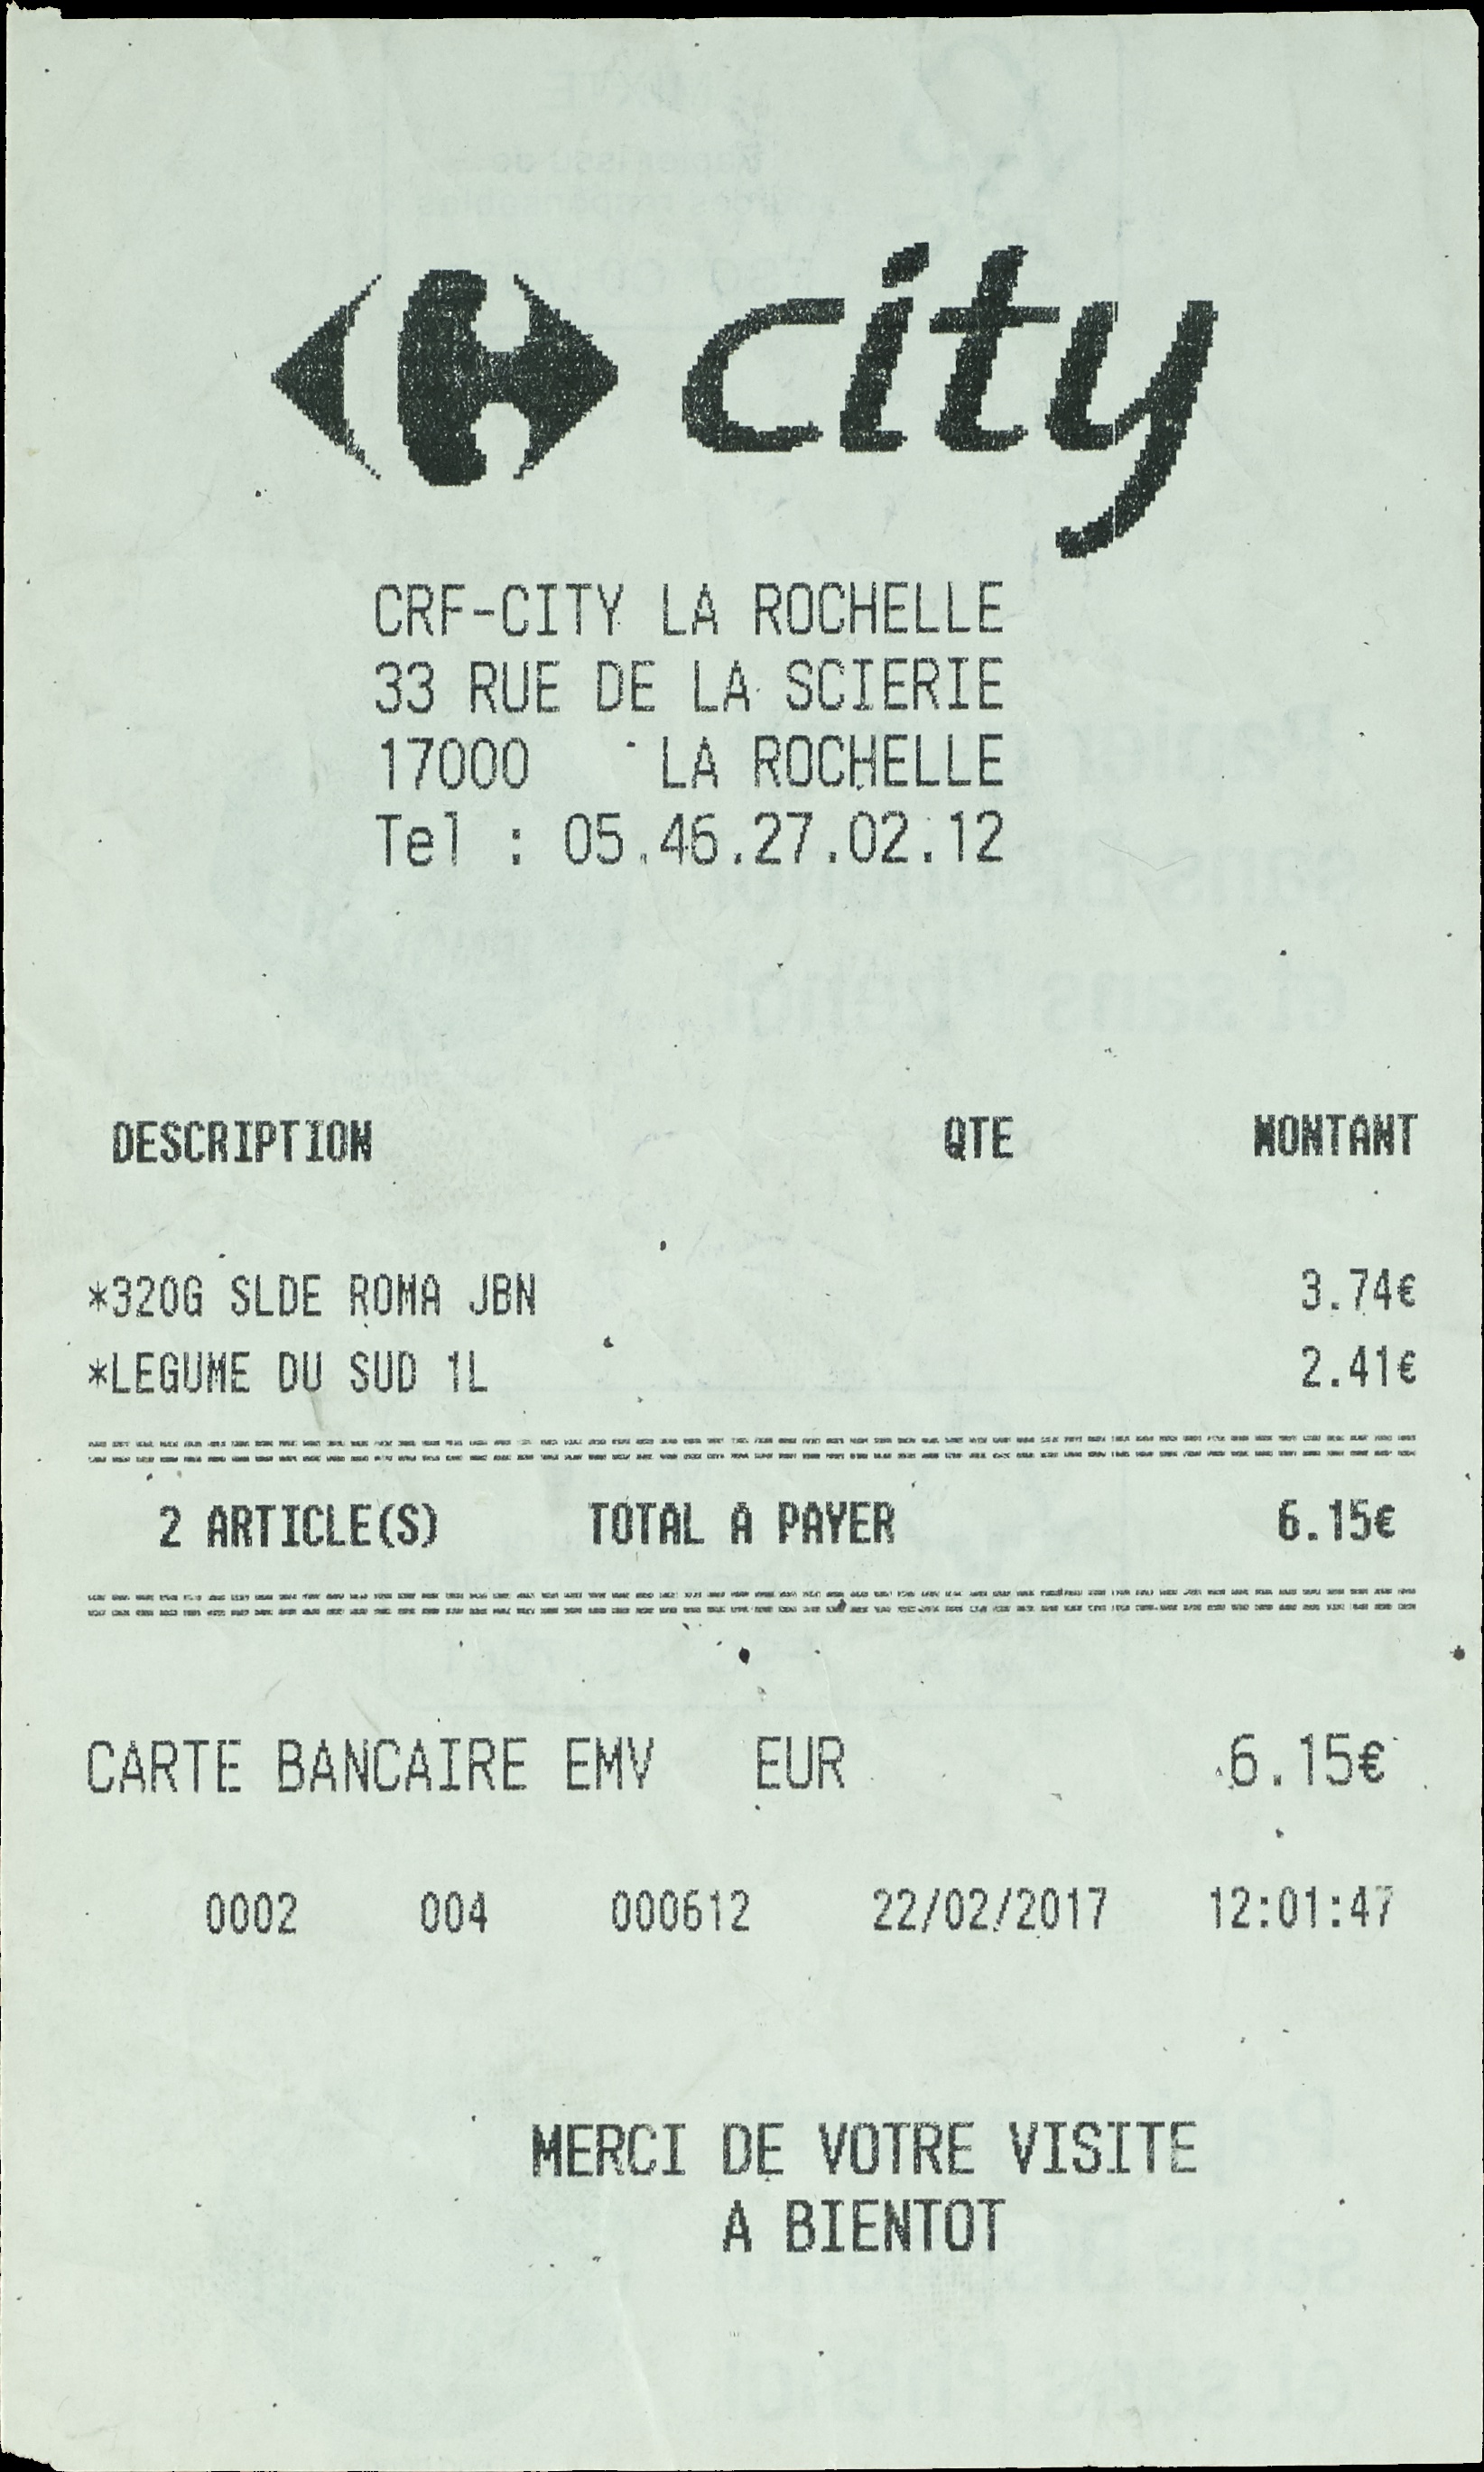 city
CRF-CITY LA ROCHELLE
33 RUE DE LA SCIERIE
17000 LA ROCHELLE
Tel : 05.46.27.02.12
DESCRIPTION QTE MONTANT
*320G SLDE ROMA JBN 3.74€
*LEGUME DU SUD 1L 2.41€
2 ARTICLE(S) TOTAL A PAYER 6.15€
CARTE BANCAIRE EMV EUR 6.15€
0002 004 000612 22/02/2017 12:01:47
MERCI DE VOTRE VISITE
A BIENTOT